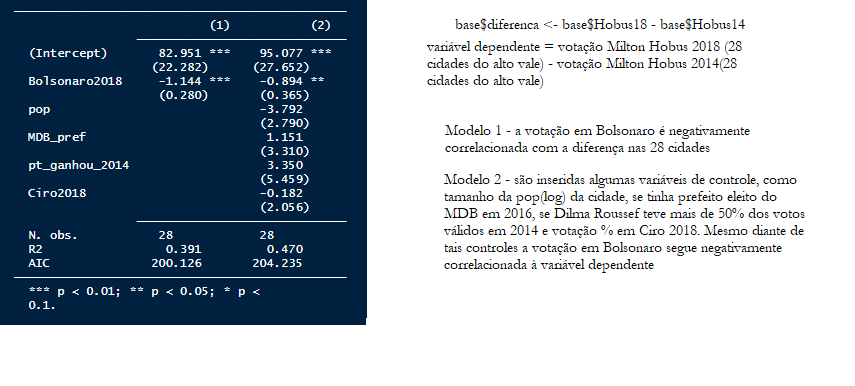 (1) (2)
(Intercept) 82.951 *** 95.077 ***
(22.282) (27.652)
Bolsonaro2018 -1.144 *** -0.894 **
(0.280) (0.365)
pop -3.792
(2.790)
MDB_pref 1.151
(3.310)
pt_ganhou_2014 3.350
(5.459)
Ciro2018 -0.182
(2.056)
N. obs. 28 28
R2 0.391 0.470
AIC 200.126 204.235
*** p < 0.01; ** p < 0.05; * p <
0.1.
base$diferenca <- base$Hobus18 - base$Hobus14
variável dependente = votação Milton Hobus 2018 (28
cidades do alto vale) - votação Milton Hobus 2014(28
cidades do alto vale)
Modelo 1 - a votação em Bolsonaro é negativamente
correlacionada com a diferença nas 28 cidades
Modelo 2 - são inseridas algumas variáveis de controle, como
tamanho da pop(log) da cidade, se tinha prefeito eleito do
MDB em 2016, se Dilma Roussef teve mais de 50% dos votos
válidos em 2014 e votação % em Ciro 2018. Mesmo diante de
tais controles a votação em Bolsonaro segue negativamente
correlacionada à variável dependente